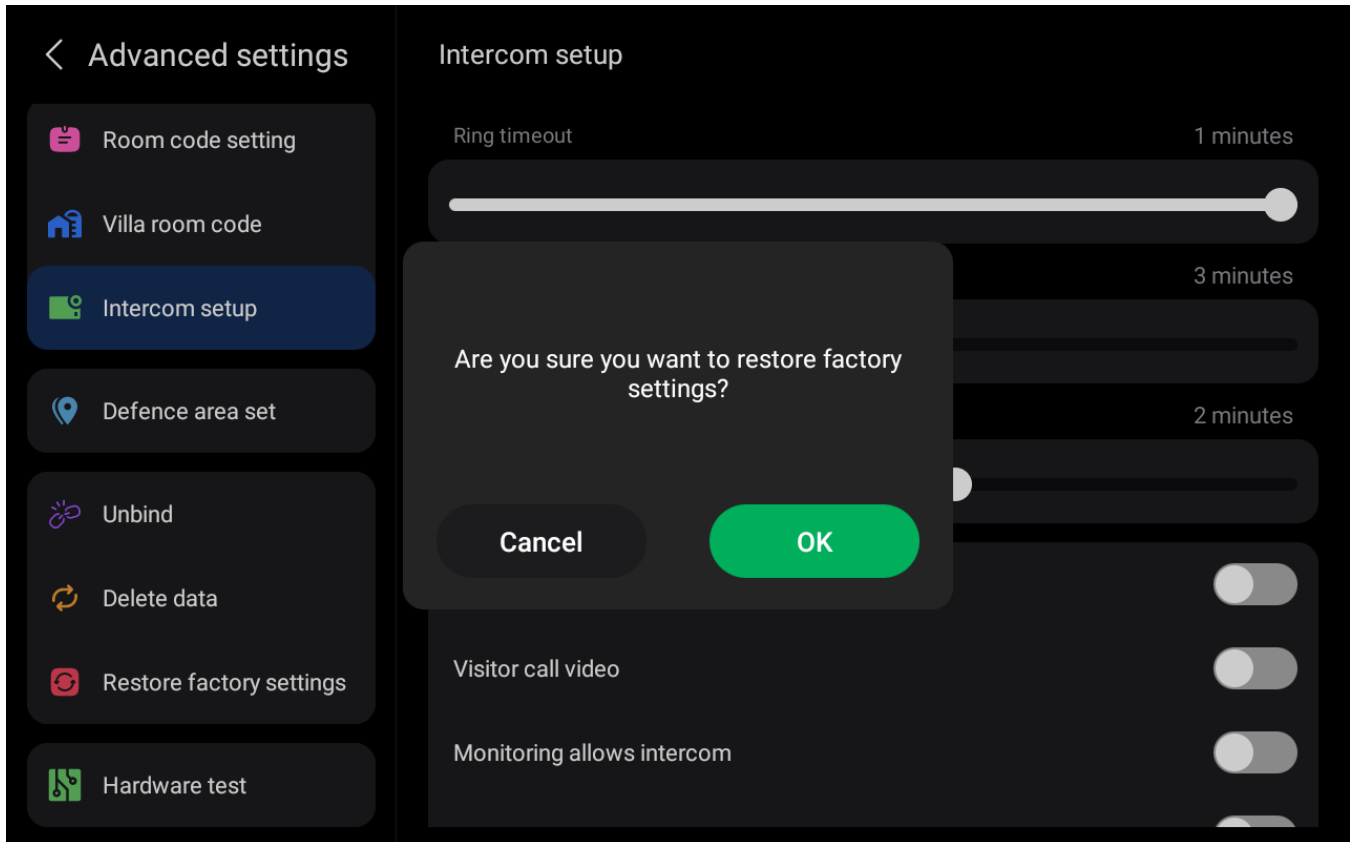 Advanced settings
Room code setting
Villa room code
Intercom setup
Defence area set
Unbind
Delete data
Restore factory settings
Hardware test
Intercom setup
Ring timeout
1 minutes
3 minutes
2 minutes
Visitor call video
Monitoring allows intercom
Are you sure you want to restore factory
settings?
Cancel
OK